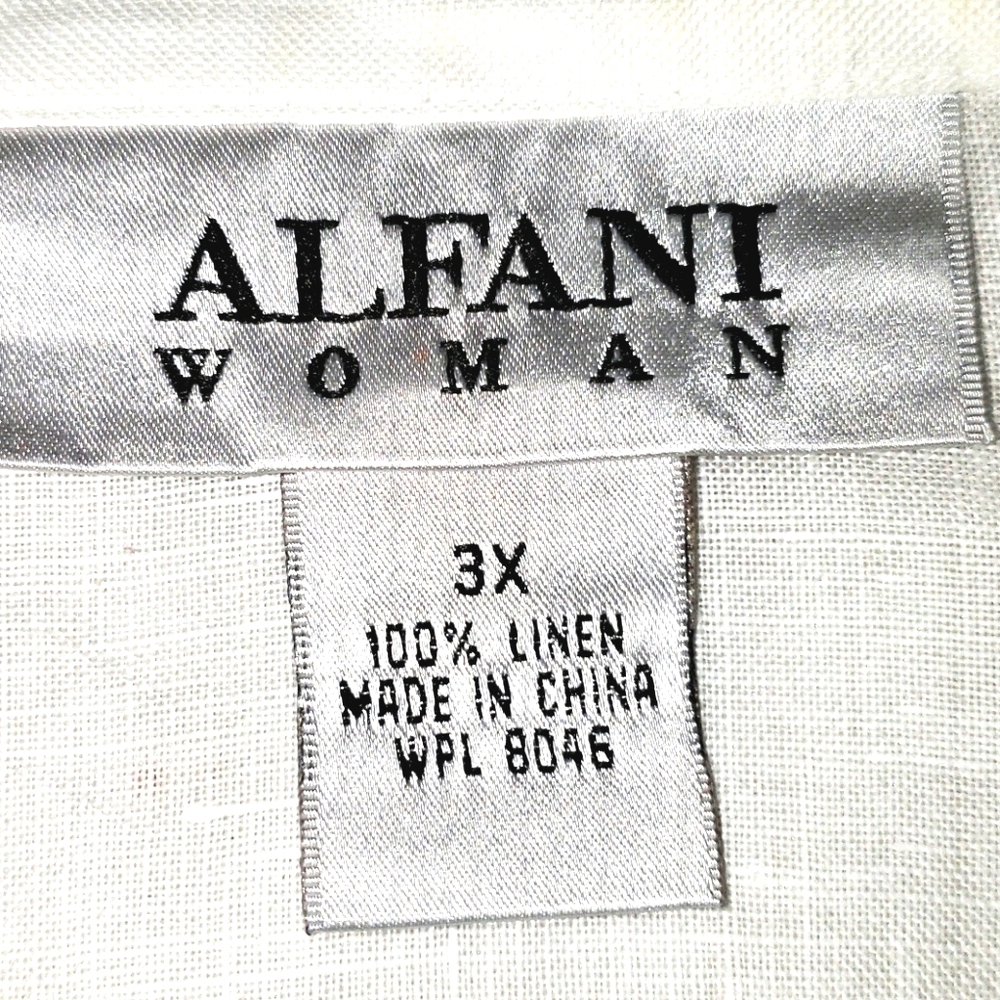 ALFANI
WOMAN
3X
100% LINEN
MADE IN CHINA
WPL 8046